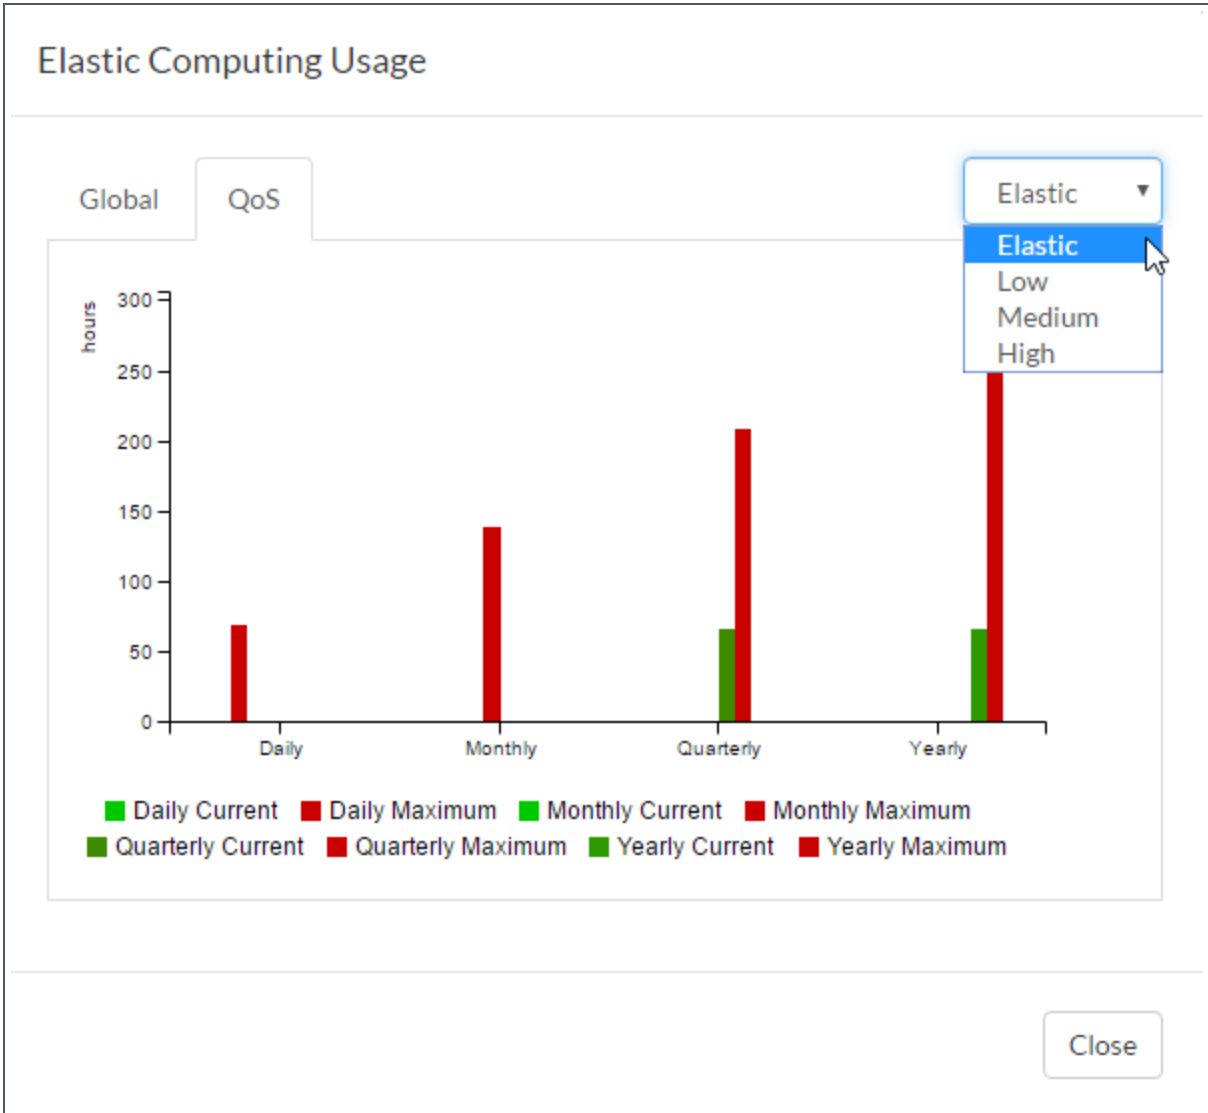 Elastic Computing Usage
Global QoS Elastic
Elastic
Low
Medium
High
hours
300
250
200
150
100
50
0
Daily Monthly Quarterly Yearly
Daily Current Daily Maximum Monthly Current Monthly Maximum
Quarterly Current Quarterly Maximum Yearly Current Yearly Maximum
Close